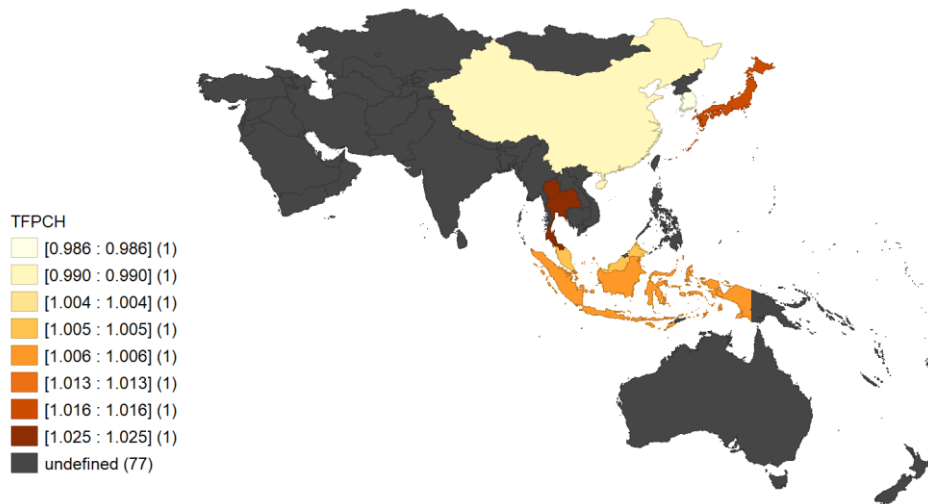 TFPCH
[0.986 : 0.986] (1)
[0.990 : 0.990] (1)
[1.004 : 1.004] (1)
[1.005 : 1.005] (1)
[1.006 : 1.006] (1)
[1.013 : 1.013] (1)
[1.016 : 1.016] (1)
[1.025 : 1.025] (1)
undefined (77)